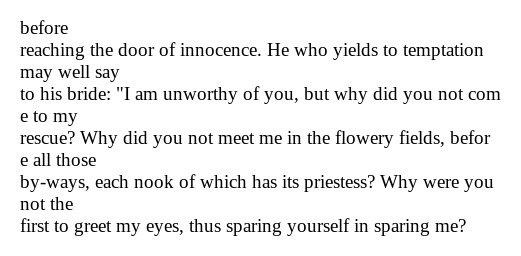 before
reaching the door of innocence. He who yields to temptation
may well say
to his bride: "I am unworthy of you, but why did you not com
e to my
rescue? Why did you not meet me in the flowery fields, befor
e all those
by-ways, each nook of which has its priestess? Why were you
not the
first to greet my eyes, thus sparing yourself in sparing me?